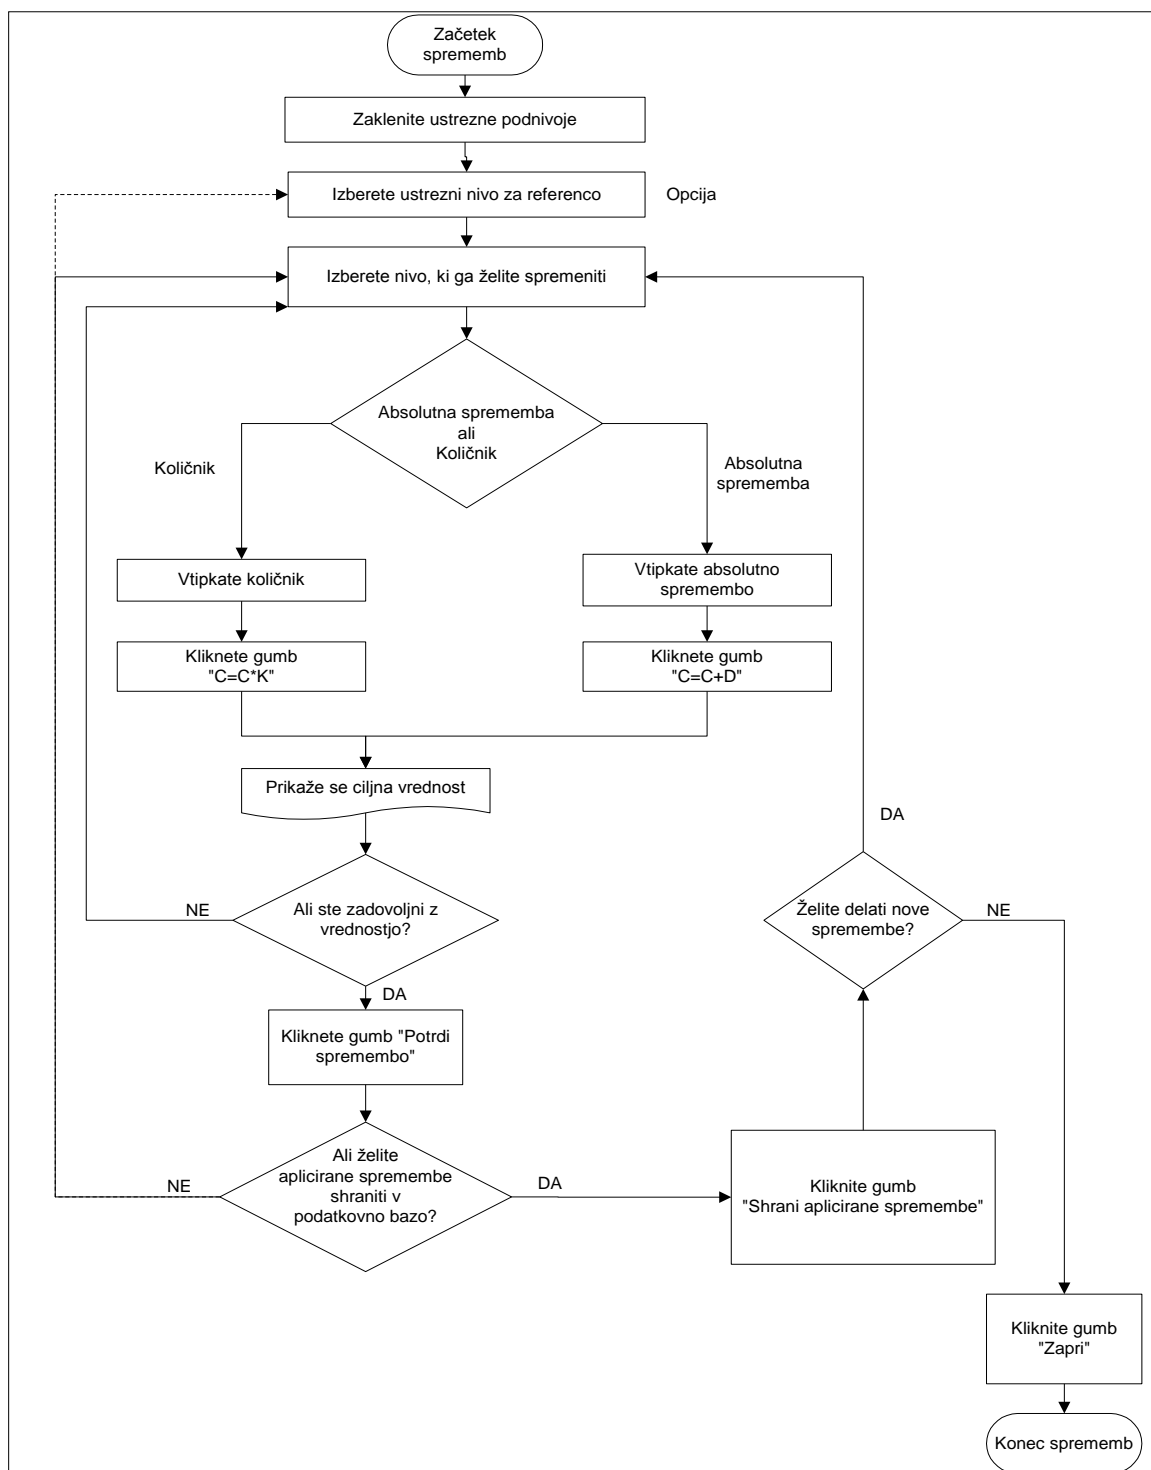 Začetek
sprememb
Zaklenite ustrezne podnivoje
Izberete ustrezni nivo za referenco
Opcija
Izberete nivo, ki ga želite spremeniti
Absolutna sprememba
ali
Količnik
Količnik
Absolutna
sprememba
Vtipkate količnik
Vtipkate absolutno
spremembo
Kliknete gumb
"C=C*K"
Kliknete gumb
"C=C+D"
Prikaže se ciljna vrednost
DA
NE
Ali ste zadovoljni z
vrednostjo?
Želite delati nove
spremembe?
NE
DA
Kliknete gumb "Potrdi
spremembo"
Ali želite
aplicirane spremembe
shraniti v
podatkovno bazo?
NE
DA
Kliknite gumb
"Shrani aplicirane spremembe"
Kliknite gumb
"Zapri"
Konec sprememb